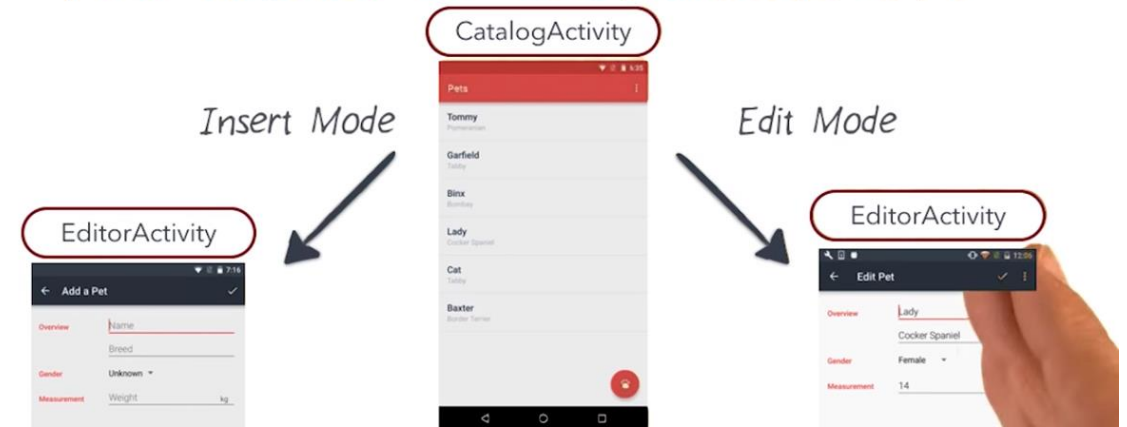 CatalogActivity
6:35
Pets
Tommy
Pomeranian
Garfield
Tabby
Binx
Bombay
Lady
Cocker Spaniel
Cat
Tabby
Baxter
Border Terrier
Insert Mode
Edit Mode
EditorActivity
7:16
Add a Pet
Overview
Name
Breed
Gender
Unknown
Measurement
Weight
kg
EditorActivity
12:06
Edit Pet
Overview
Lady
Cocker Spaniel
Gender
Female
Measurement
14